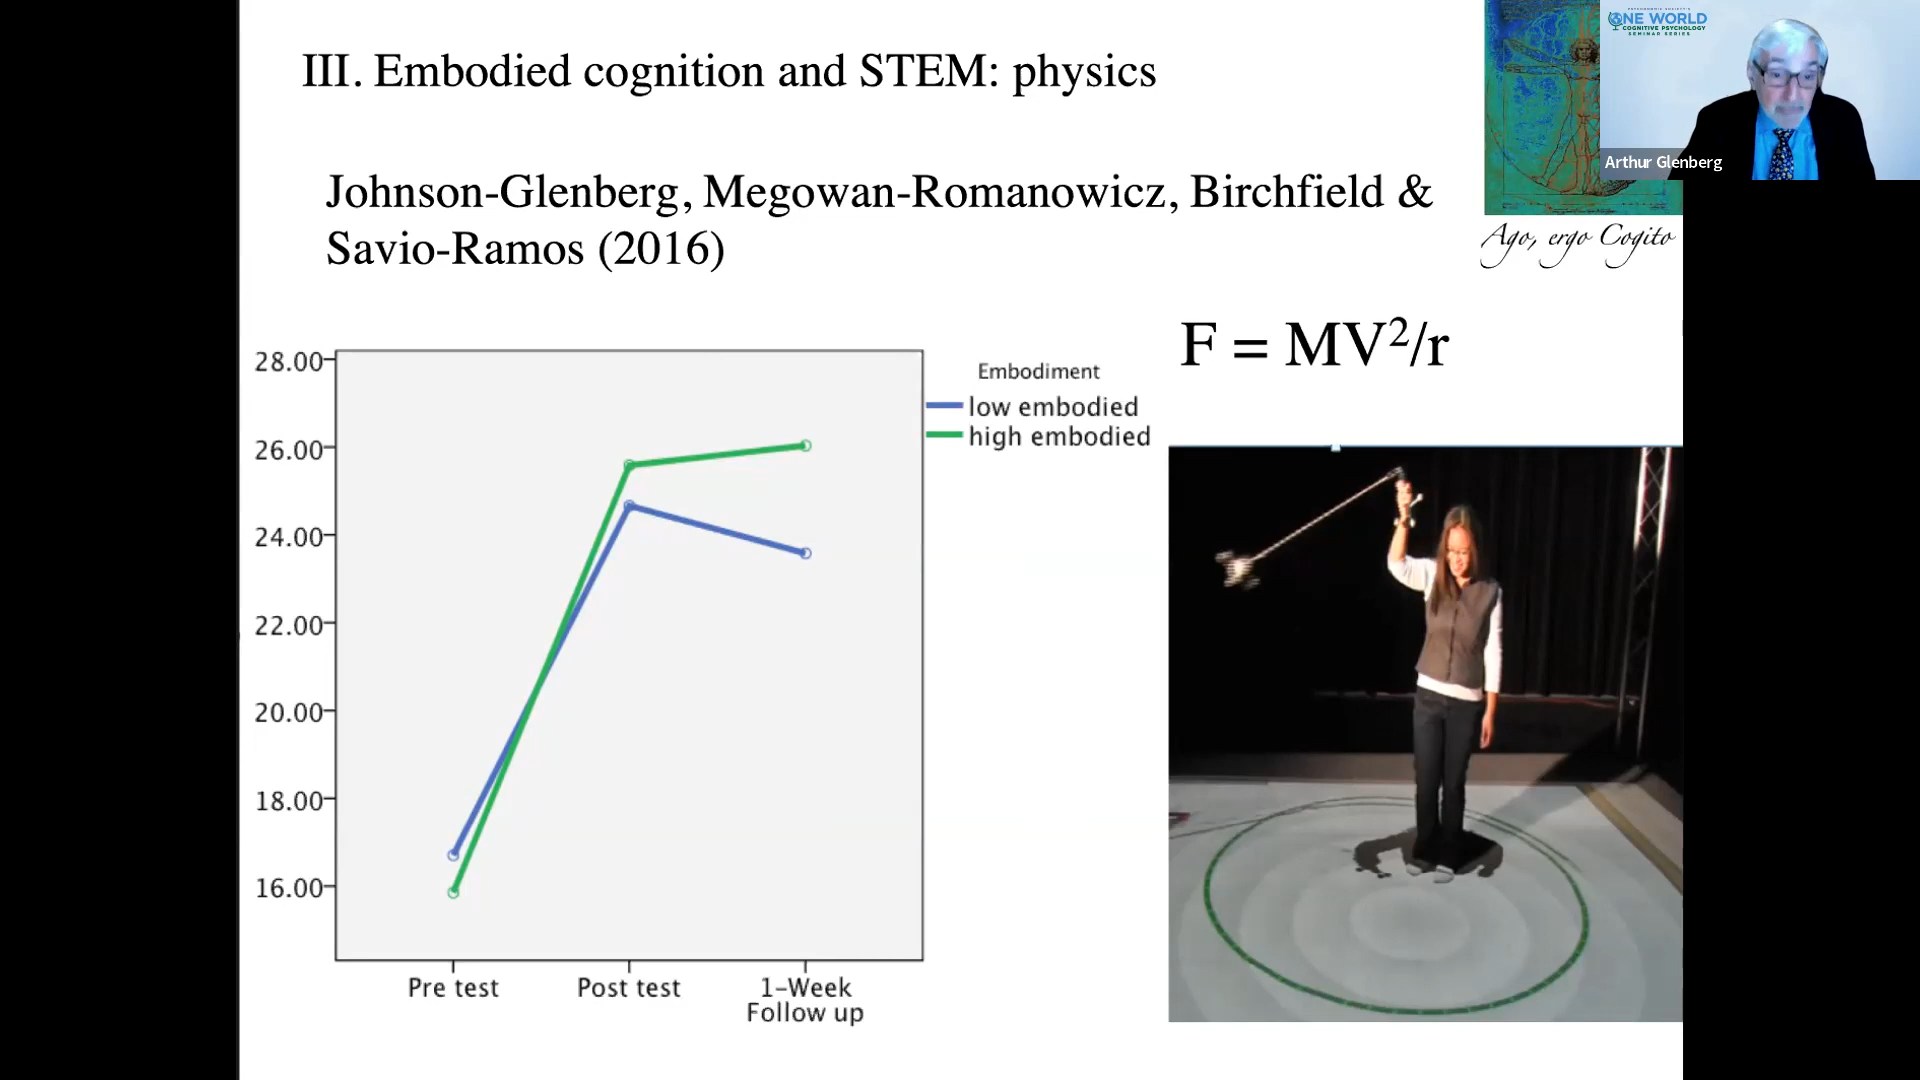 III. Embodied cognition and STEM: physics
PSYCHONOMIC SOCIETY'S
ONE WORLD
COGNITIVE PSYCHOLOGY
SEMINAR SERIES
Arthur Glenberg
Johnson-Glenberg, Megowan-Romanowicz, Birchfield &
Savio-Ramos (2016)
Ago, ergo Cogito
F = MV²/r
28.00
26.00
24.00
22.00
20.00
18.00
16.00
Embodiment
low embodied
high embodied
Pre test
Post test
1-Week
Follow up